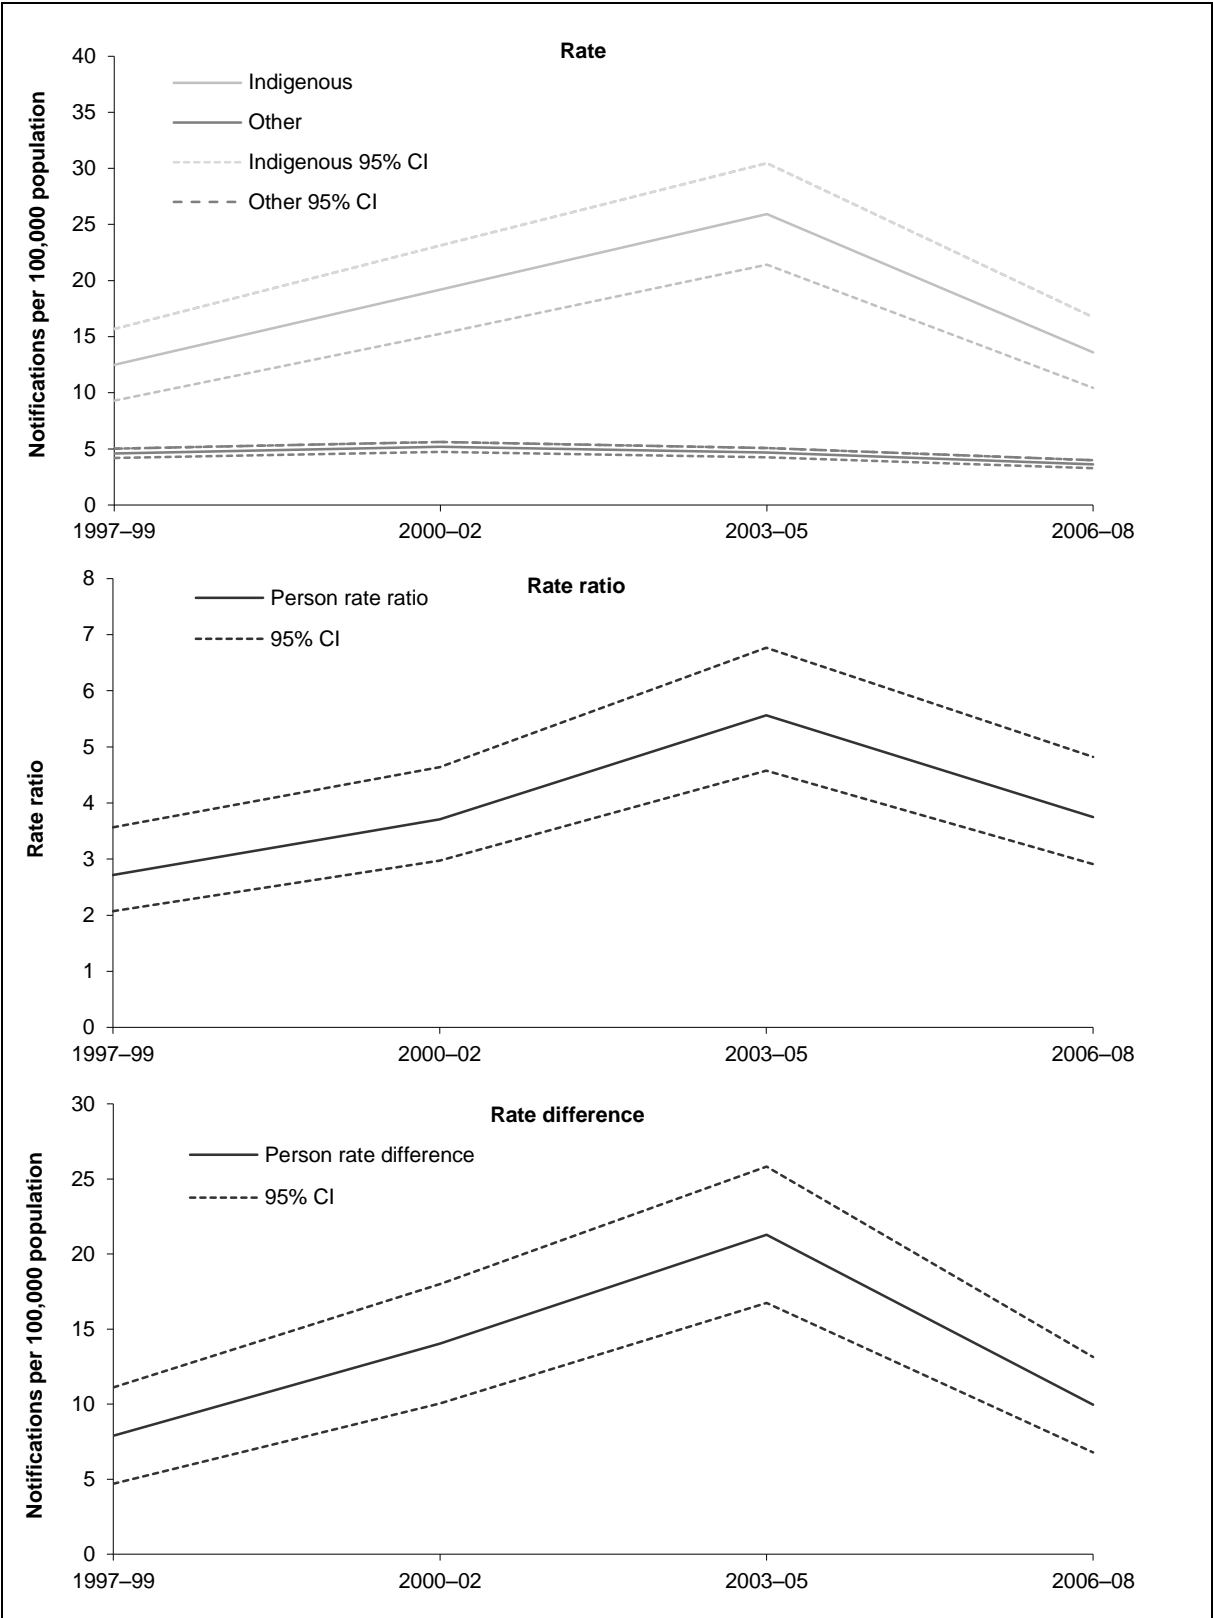 Rate
Notifications per 100,000 population
40
35
30
25
20
15
10
5
0
Indigenous
Other
Indigenous 95% CI
Other 95% CI
1997–99 2000–02 2003–05 2006–08
Rate ratio
Rate ratio
8
7
6
5
4
3
2
1
0
Person rate ratio
95% CI
1997–99 2000–02 2003–05 2006–08
Rate difference
Notifications per 100,000 population
30
25
20
15
10
5
0
Person rate difference
95% CI
1997–99 2000–02 2003–05 2006–08